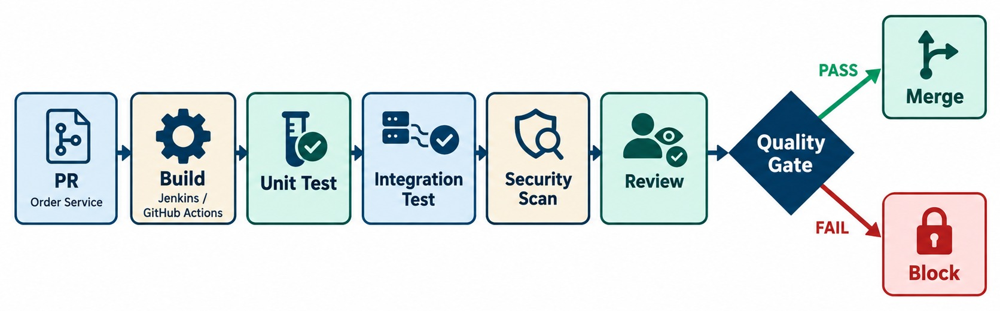 PR
Order Service
Build
Jenkins /
GitHub Actions
Unit Test
Integration
Test
Security
Scan
Review
Quality
Gate
PASS
Merge
FAIL
Block